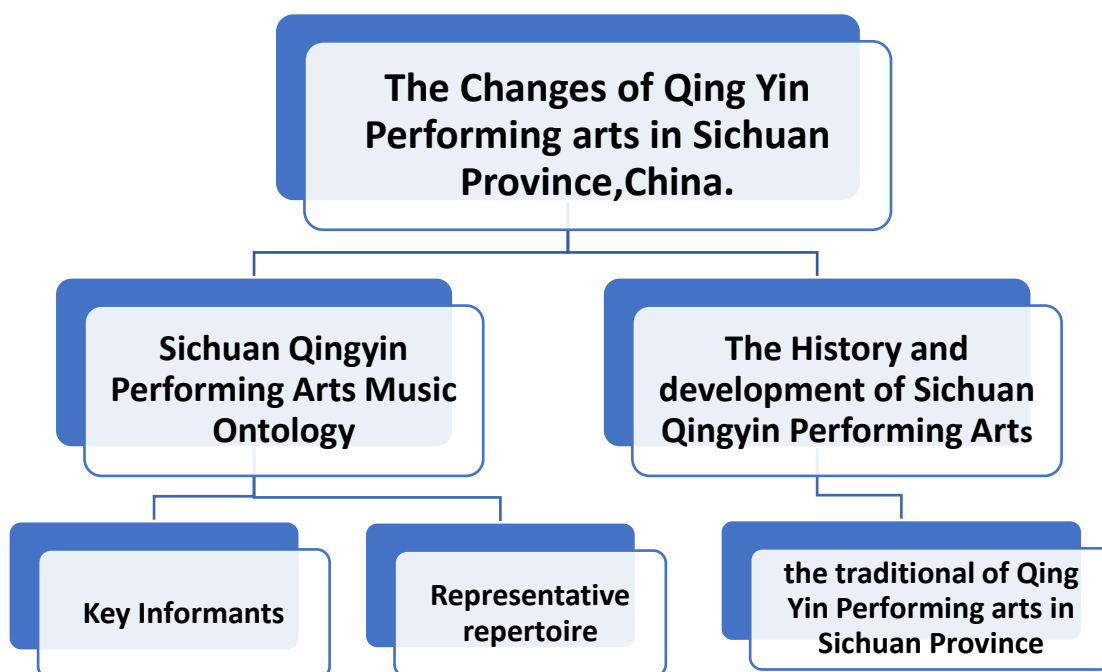 The Changes of Qing Yin
Performing arts in Sichuan
Province,China.
Sichuan Qingyin
Performing Arts Music
Ontology
The History and
development of Sichuan
Qingyin Performing Arts
Key Informants
Representative
repertoire
the traditional of Qing
Yin Performing arts in
Sichuan Province